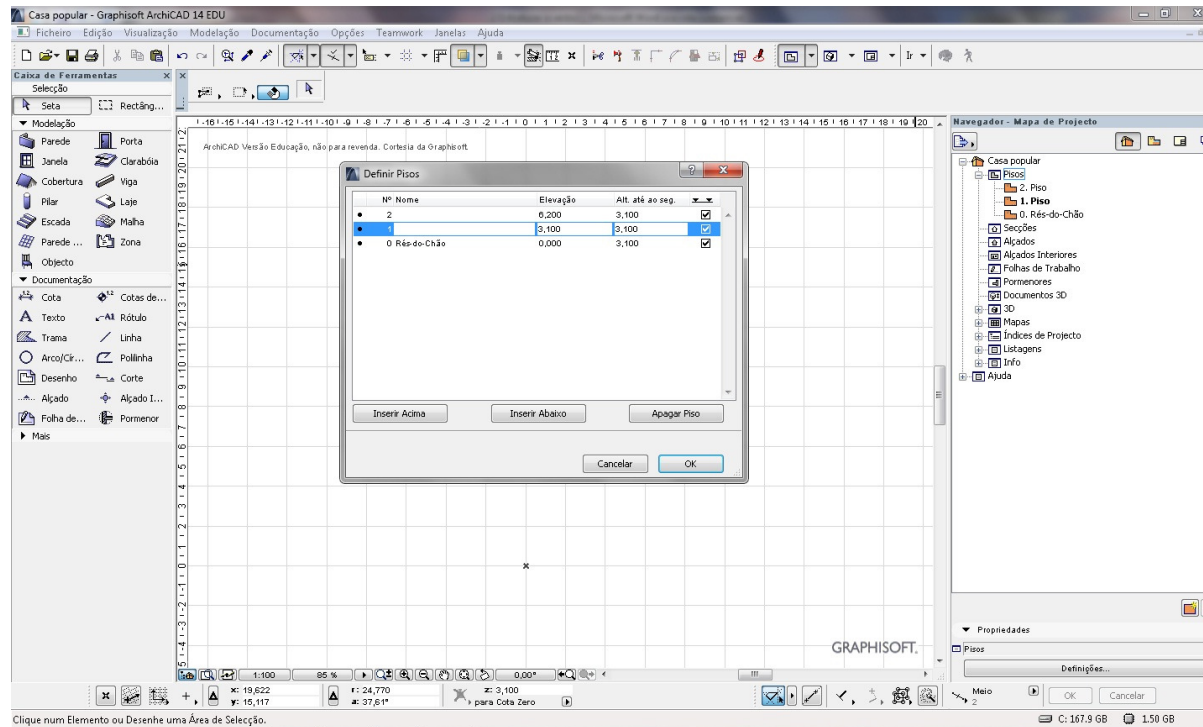 Casa popular - Graphisoft ArchiCAD 14 EDU
Ficheiro Edição Visualização Modelação Documentação Opções Teamwork Janelas Ajuda
Caixa de Ferramentas
Selecção
Seta Rectâng...
Modelação
Parede Porta
Janela Clarabóia
Cobertura Viga
Pilar Laje
Escada Malha
Parede ... Zona
Objecto
Documentação
Cota Cotas de...
A Texto A1 Rótulo
Trama Linha
Arco/Cír... Polilinha
Desenho Corte
Alçado Alçado I...
Folha de... Pormenor
Mais
ArchiCAD Versão Educação, não para revenda. Cortesia da Graphisoft.
Definir Pisos
Nº Nome Elevação Alt. até ao seg.
2 6,200 3,100
1 3,100 3,100
0 Rés-do-Chão 0,000 3,100
Inserir Acima Inserir Abaixo Apagar Piso
Cancelar OK
GRAPHISOFT.
Navegador - Mapa de Projecto
Casa popular
Pisos
2. Piso
1. Piso
0. Rés-do-Chão
Secções
Alçados
Alçados Interiores
Folhas de Trabalho
Pormenores
Documentos 3D
3D
Mapas
Índices de Projecto
Listagens
Info
Ajuda
Propriedades
Pisos
Definições...
1:100 85 % 0,00°
x: 19,622 r: 24,770 z: 3,100
y: 15,117 a: 37,61° para Cota Zero
Meio
2
OK Cancelar
Clique num Elemento ou Desenhe uma Área de Selecção.
C: 167.9 GB 1.50 GB